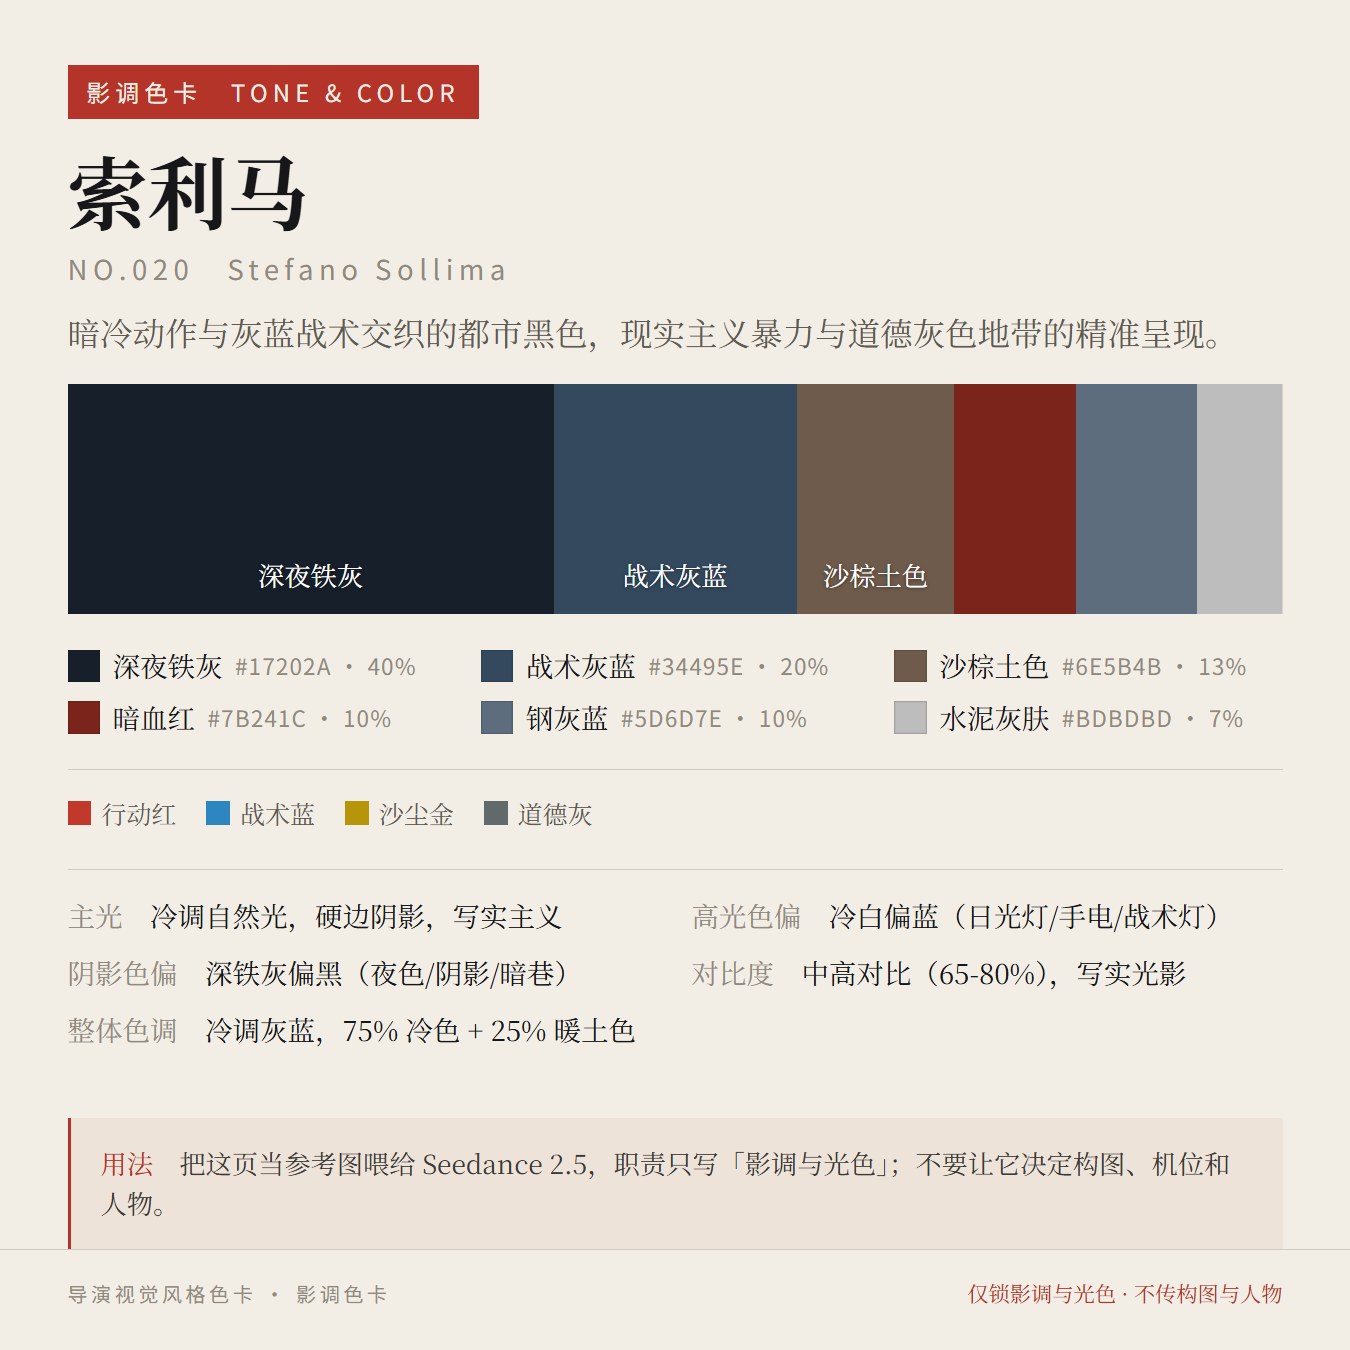 影调色卡 TONE & COLOR
索利马
NO.020 Stefano Sollima
暗冷动作与灰蓝战术交织的都市黑色，现实主义暴力与道德灰色地带的精准呈现。
深夜铁灰 战术灰蓝 沙棕土色
深夜铁灰 #17202A · 40% 战术灰蓝 #34495E · 20% 沙棕土色 #6E5B4B · 13%
暗血红 #7B241C · 10% 钢灰蓝 #5D6D7E · 10% 水泥灰肤 #BDBDBD · 7%
行动红 战术蓝 沙尘金 道德灰
主光 冷调自然光，硬边阴影，写实主义 高光色偏 冷白偏蓝（日光灯/手电/战术灯）
阴影色偏 深铁灰偏黑（夜色/阴影/暗巷） 对比度 中高对比（65-80%），写实光影
整体色调 冷调灰蓝，75% 冷色 + 25% 暖土色
用法 把这页当参考图喂给 Seedance 2.5，职责只写「影调与光色」；不要让它决定构图、机位和
人物。
导演视觉风格色卡 · 影调色卡 仅锁影调与光色 · 不传构图与人物